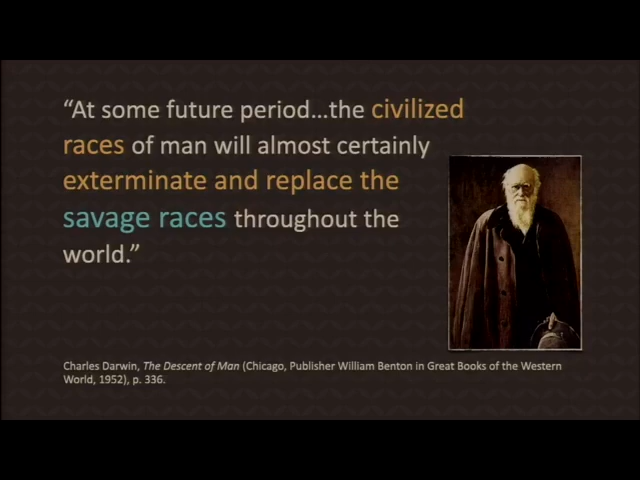 “At some future period...the civilized
races of man will almost certainly
exterminate and replace the
savage races throughout the
world.”
Charles Darwin, The Descent of Man (Chicago, Publisher William Benton in Great Books of the Western
World, 1952), p. 336.